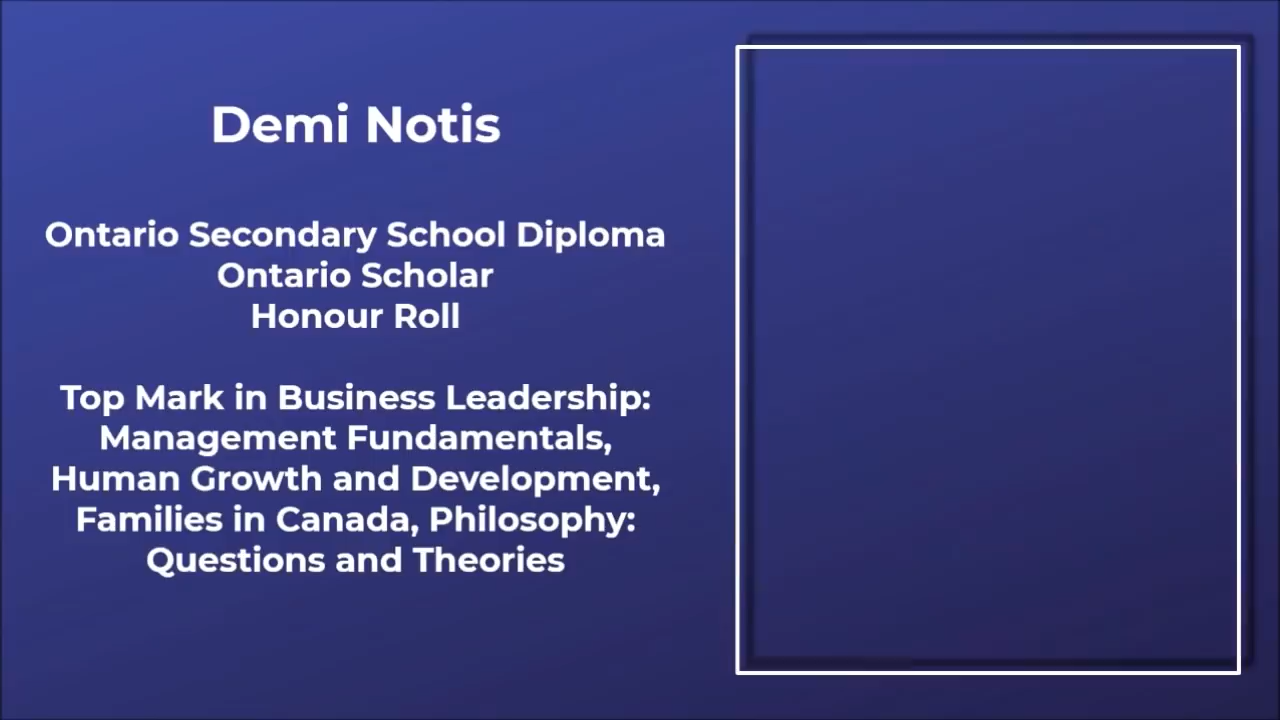 Demi Notis
Ontario Secondary School Diploma
Ontario Scholar
Honour Roll
Top Mark in Business Leadership:
Management Fundamentals,
Human Growth and Development,
Families in Canada, Philosophy:
Questions and Theories